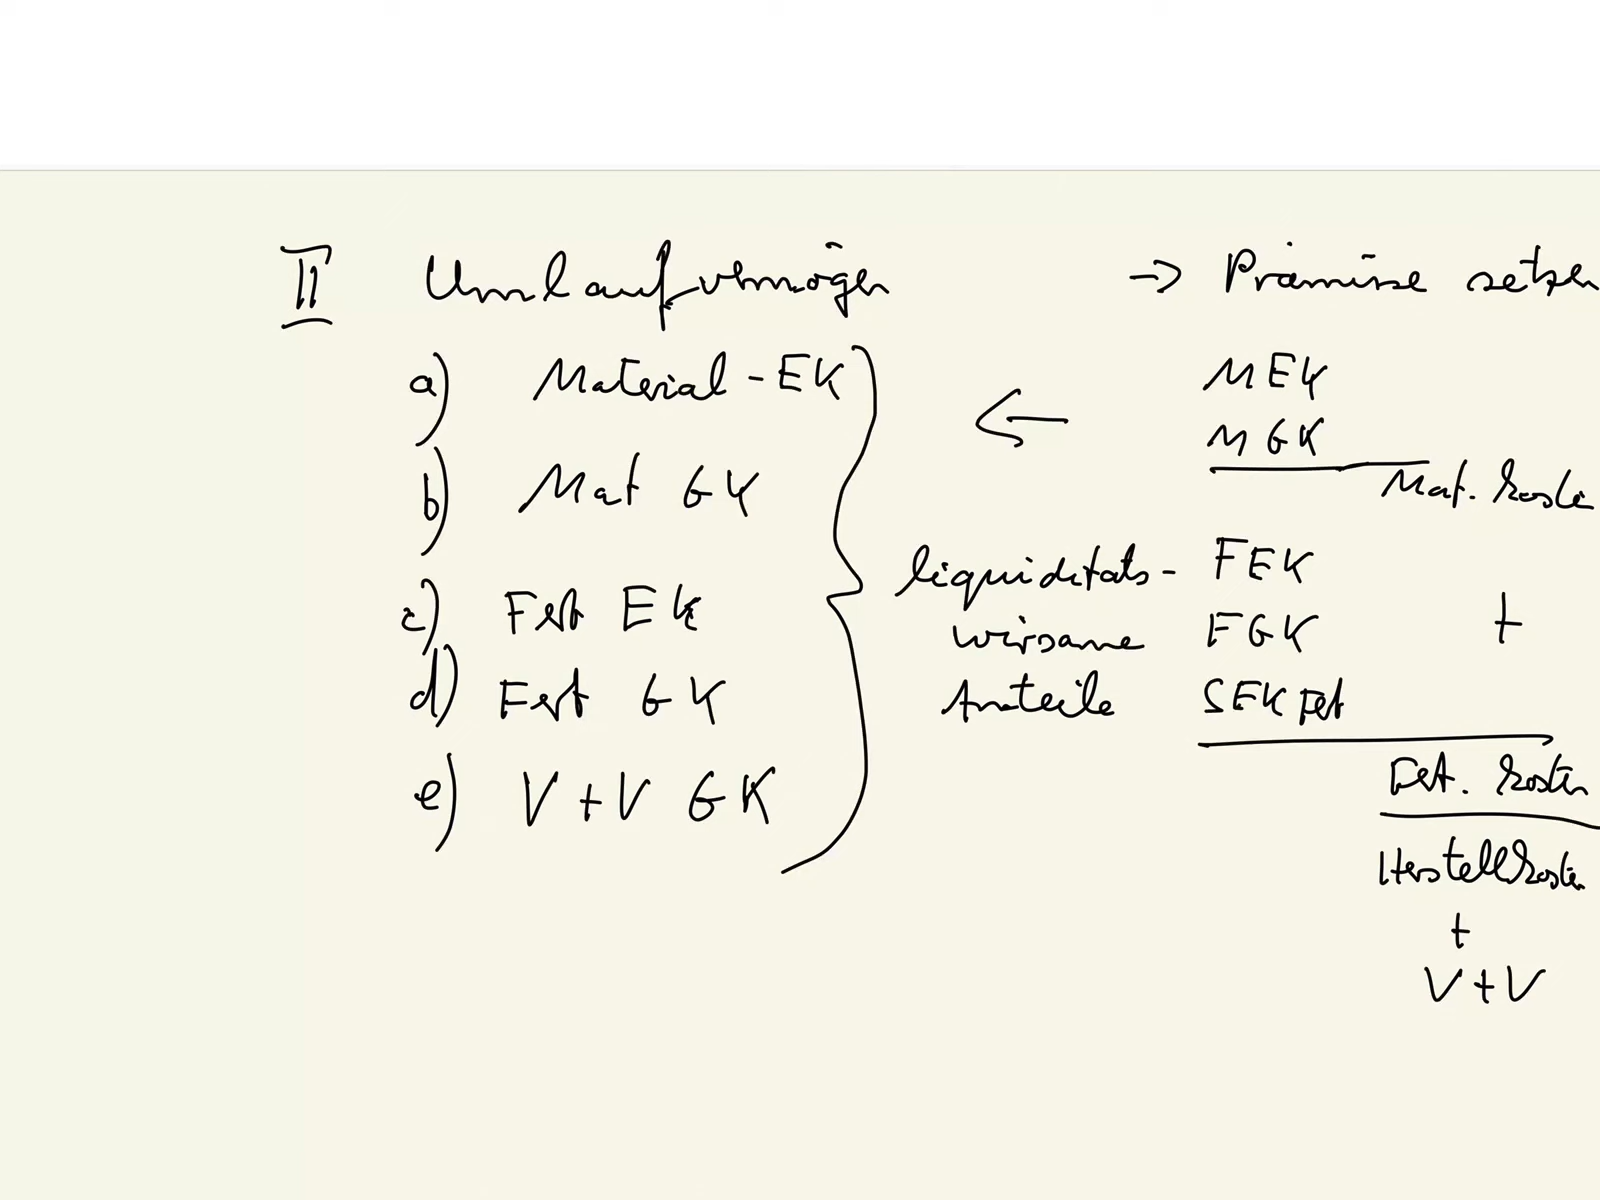 II Umlaufvermögen → Prämisse setzen
a) Material-EK ← MEK
b) Mat GK MGK
Mat. Kosten
c) Fert EK liquiditäts- FEK
wirksame FGK +
d) Fert GK Anteile SEK Fert
e) V+V GK Fert. Kosten
Herstellkosten
+
V+V